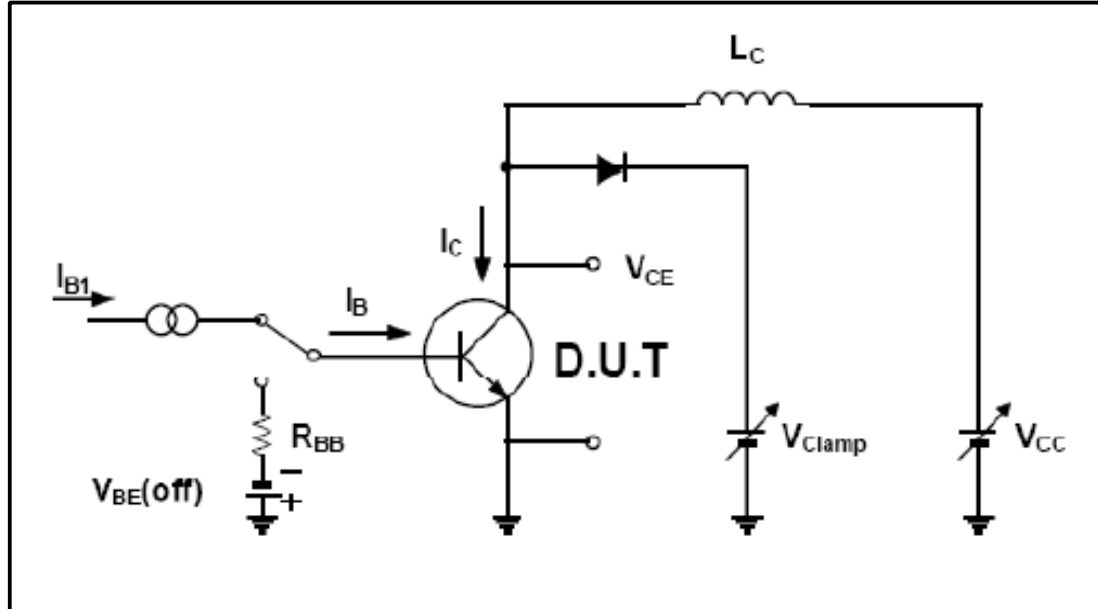 L_C
I_C
V_CE
I_B1
I_B
D.U.T
R_BB
V_Clamp
V_CC
V_BE(off)
−
+